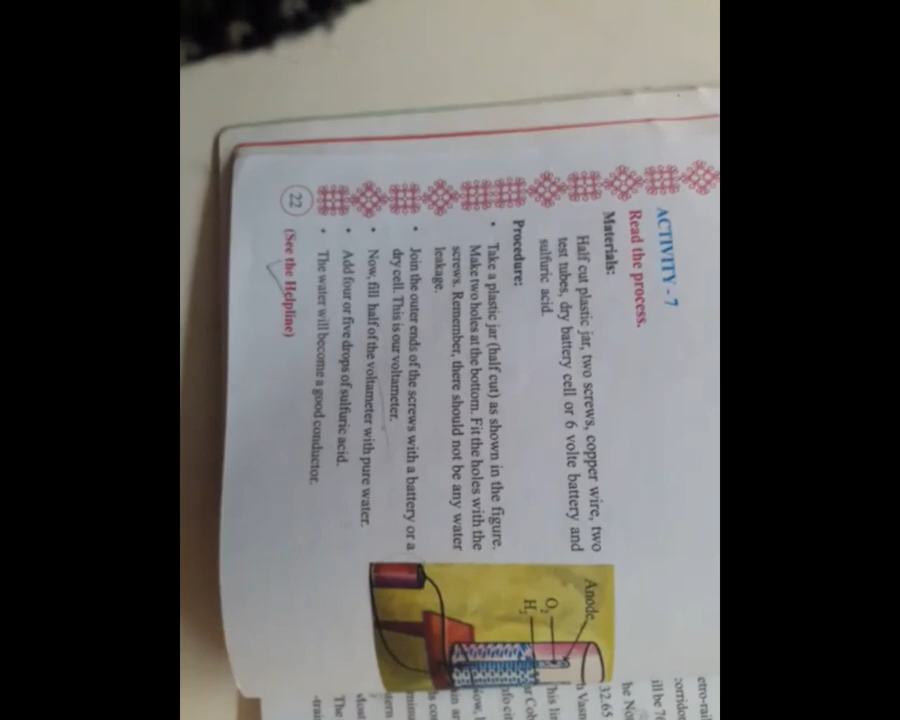 ACTIVITY - 7
Read the process.
Materials:
Half cut plastic jar, two screws, copper wire, two
test tubes, dry battery cell or 6 volte battery and
sulfuric acid.
Procedure:
• Take a plastic jar (half cut) as shown in the figure.
Make two holes at the bottom. Fit the holes with the
screws. Remember, there should not be any water
leakage.
• Join the outer ends of the screws with a battery or a
dry cell. This is our voltameter.
• Now, fill half of the voltameter with pure water.
• Add four or five drops of sulfuric acid.
• The water will become a good conductor.
22 (See the Helpline)
Anode
O₂
H₂
32.65
The